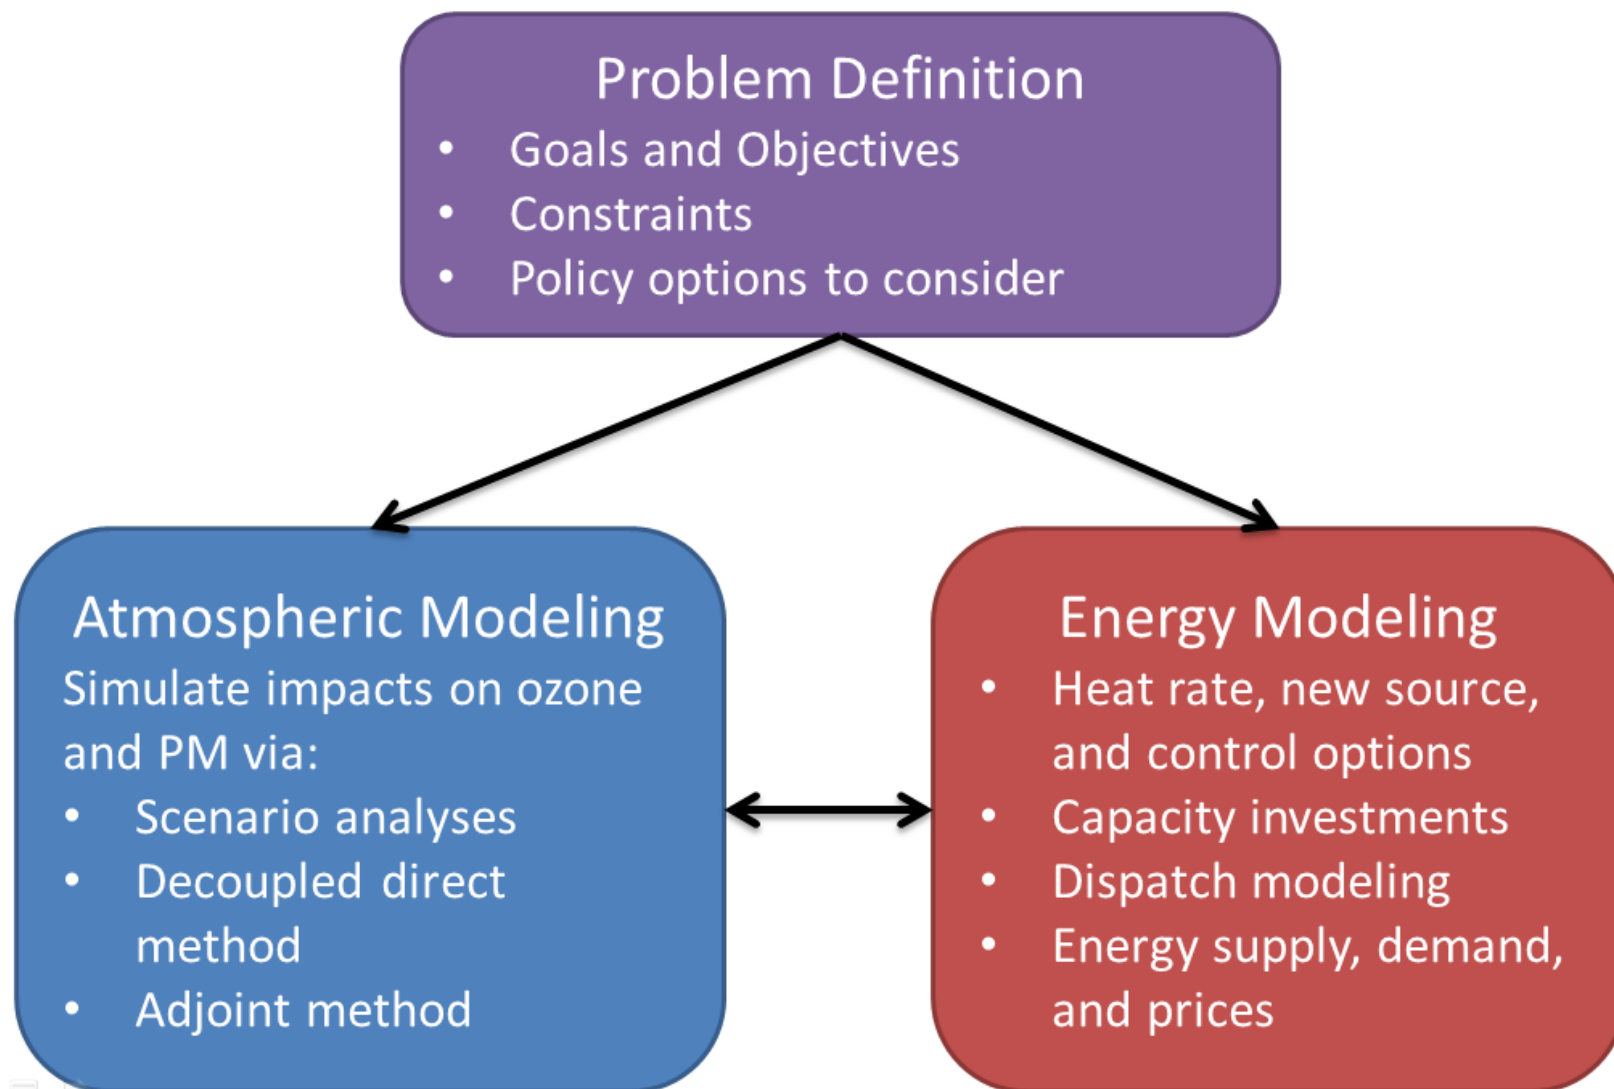 Problem Definition
• Goals and Objectives
• Constraints
• Policy options to consider
Atmospheric Modeling
Simulate impacts on ozone
and PM via:
• Scenario analyses
• Decoupled direct
method
• Adjoint method
Energy Modeling
• Heat rate, new source,
and control options
• Capacity investments
• Dispatch modeling
• Energy supply, demand,
and prices